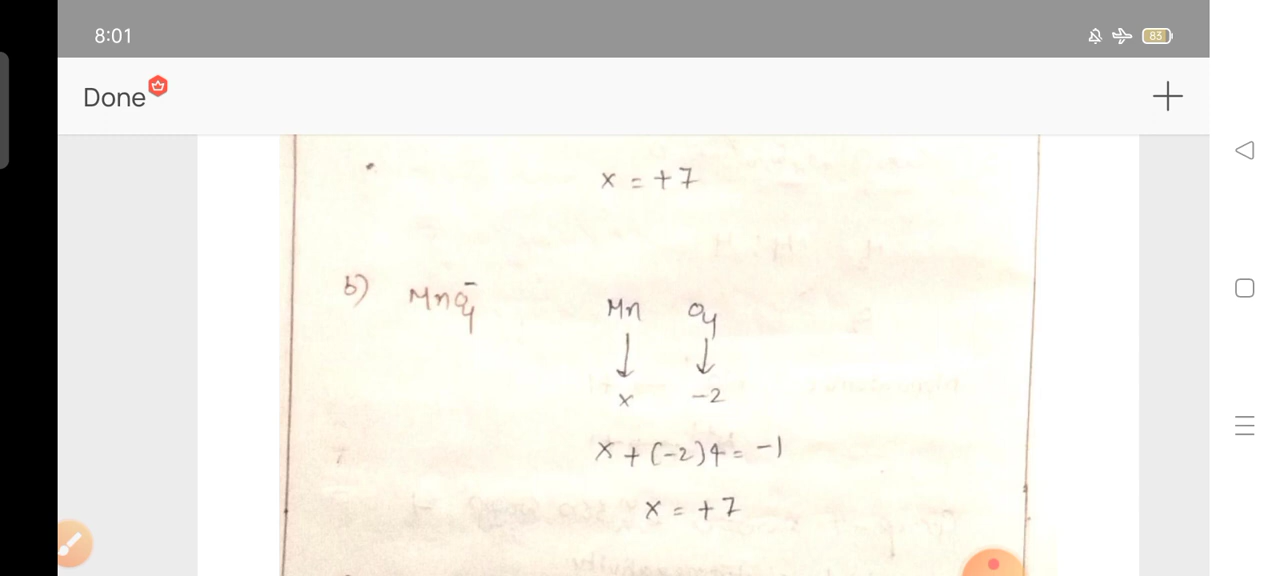 8:01
83
Done
x = +7
b) MnO₄⁻ Mn O₄
↓ ↓
x -2
x + (-2)4 = -1
x = +7